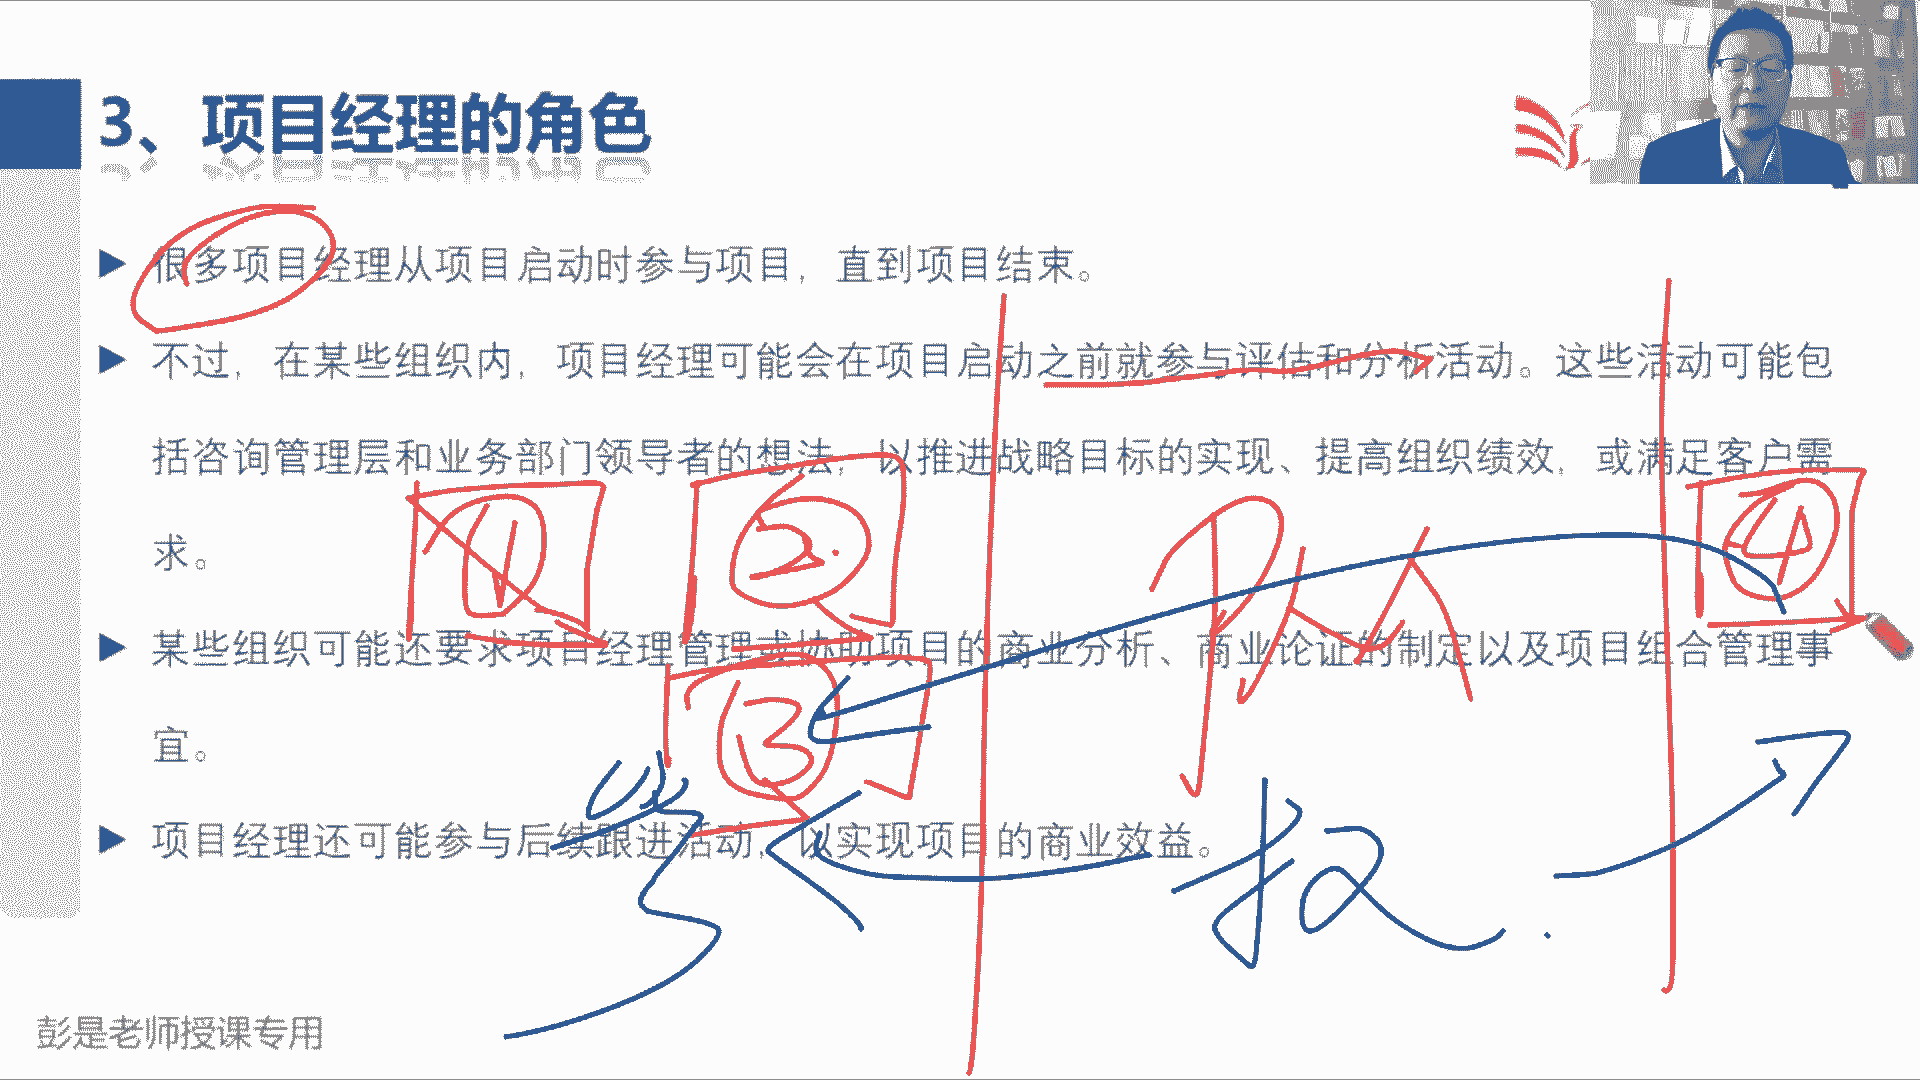 3、项目经理的角色
很多项目经理从项目启动时参与项目，直到项目结束。
不过，在某些组织内，项目经理可能会在项目启动之前就参与评估和分析活动。这些活动可能包
括咨询管理层和业务部门领导者的想法，以推进战略目标的实现、提高组织绩效，或满足客户需
求。
① ② ④
某些组织可能还要求项目经理管理或协助项目的商业分析、商业论证的制定以及项目组合管理事
宜。
③
项目经理还可能参与后续跟进活动，以实现项目的商业效益。
彭是老师授课专用